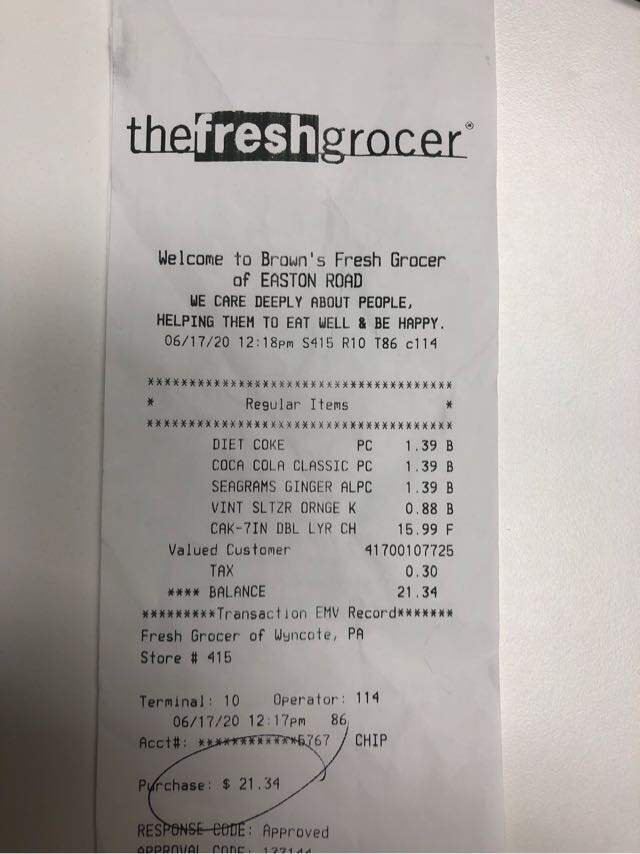 thefreshgrocer®
Welcome to Brown's Fresh Grocer
of EASTON ROAD
WE CARE DEEPLY ABOUT PEOPLE,
HELPING THEM TO EAT WELL & BE HAPPY.
06/17/20 12:18pm S415 R10 T86 c114
*************************************
* Regular Items *
*************************************
DIET COKE PC 1.39 B
COCA COLA CLASSIC PC 1.39 B
SEAGRAMS GINGER ALPC 1.39 B
VINT SLTZR ORNGE K 0.88 B
CAK-7IN DBL LYR CH 15.99 F
Valued Customer 41700107725
TAX 0.30
**** BALANCE 21.34
*********Transaction EMV Record*******
Fresh Grocer of Wyncote, PA
Store # 415
Terminal: 10 Operator: 114
06/17/20 12:17pm 86
Acct#: ************5767 CHIP
Purchase: $ 21.34
RESPONSE CODE: Approved
APPROVAL CODE: